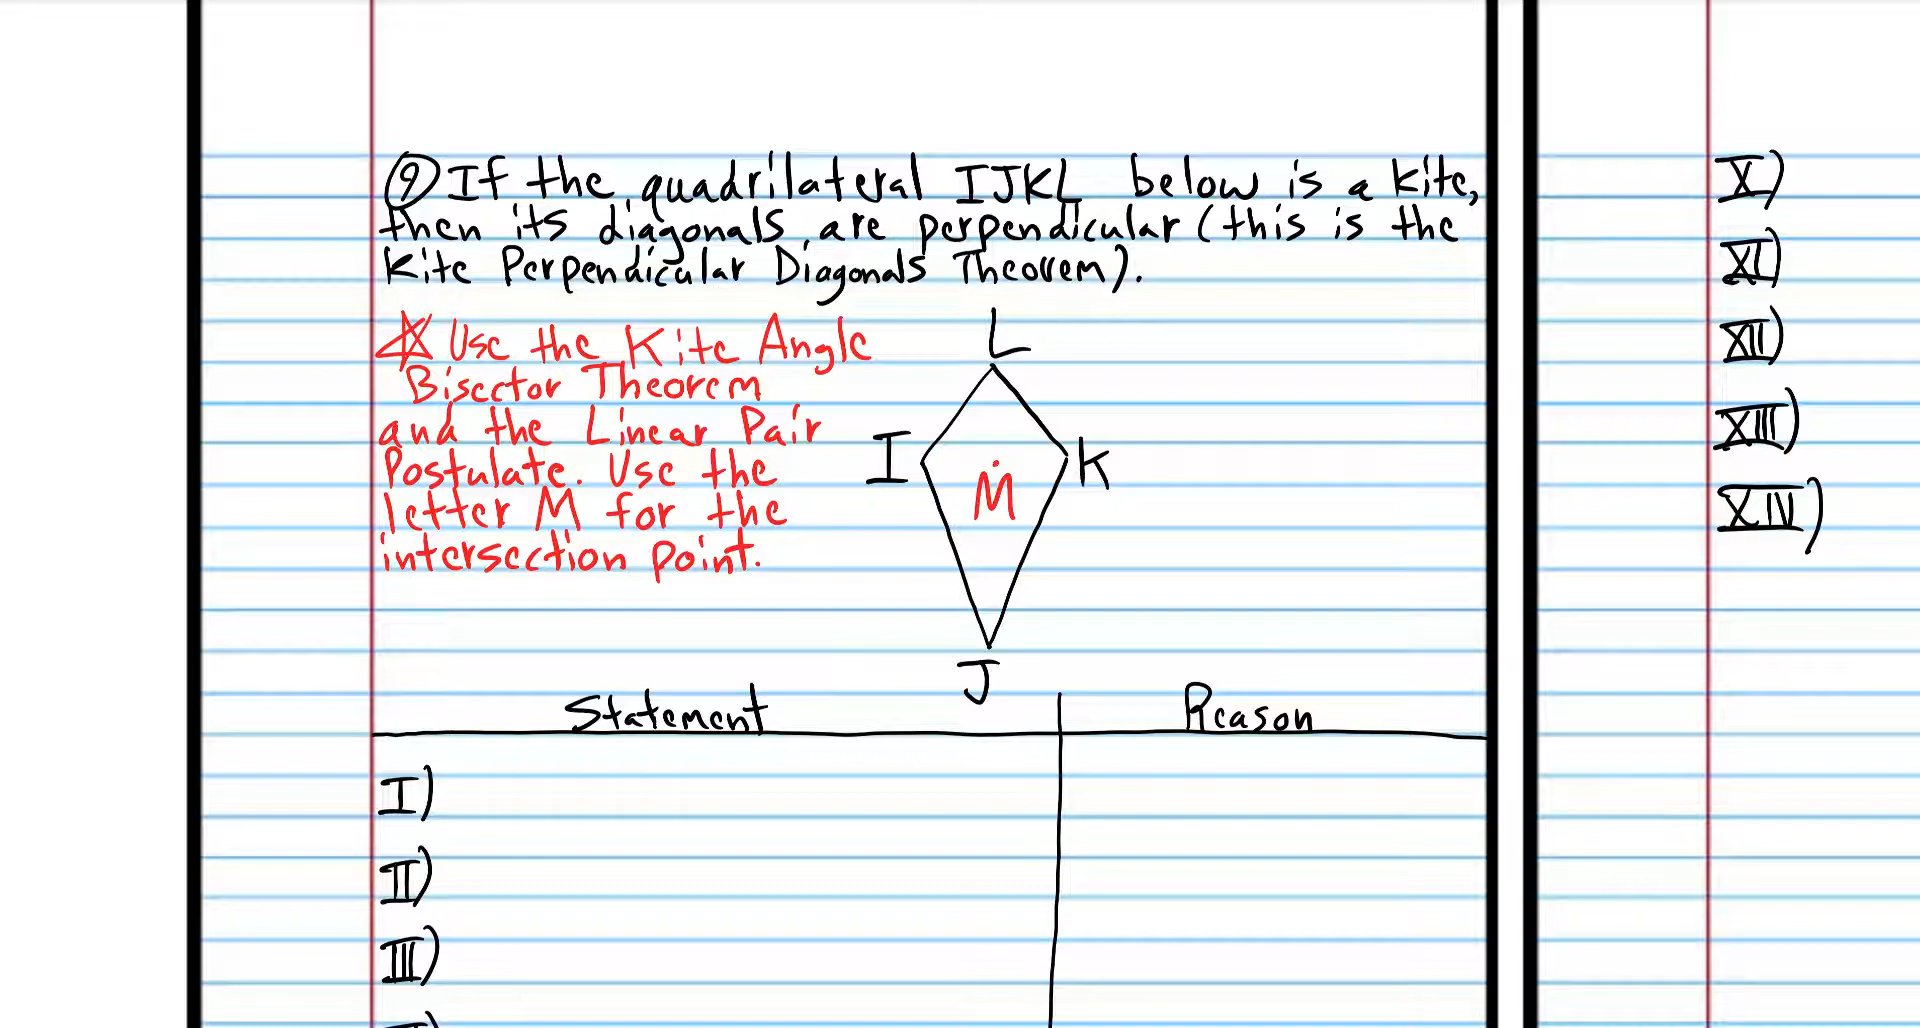 9) If the quadrilateral IJKL below is a kite,
then its diagonals are perpendicular (this is the
Kite Perpendicular Diagonals Theorem).
☆ Use the Kite Angle
Bisector Theorem
and the Linear Pair
Postulate. Use the
letter M for the
intersection point.
L
I
K
M
J
Statement
Reason
I)
II)
III)
X)
XI)
XII)
XIII)
XIV)